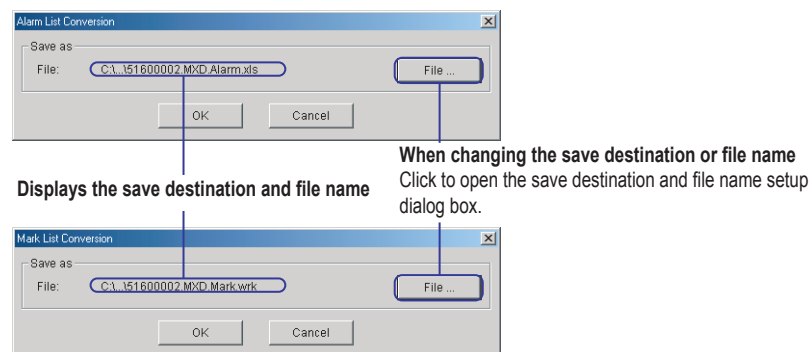 Alarm List Conversion
Save as
File: C:\...\51600002.MXD.Alarm.xls File ...
OK Cancel
When changing the save destination or file name
Click to open the save destination and file name setup
dialog box.
Displays the save destination and file name
Mark List Conversion
Save as
File: C:\...\51600002.MXD.Mark.wrk File ...
OK Cancel